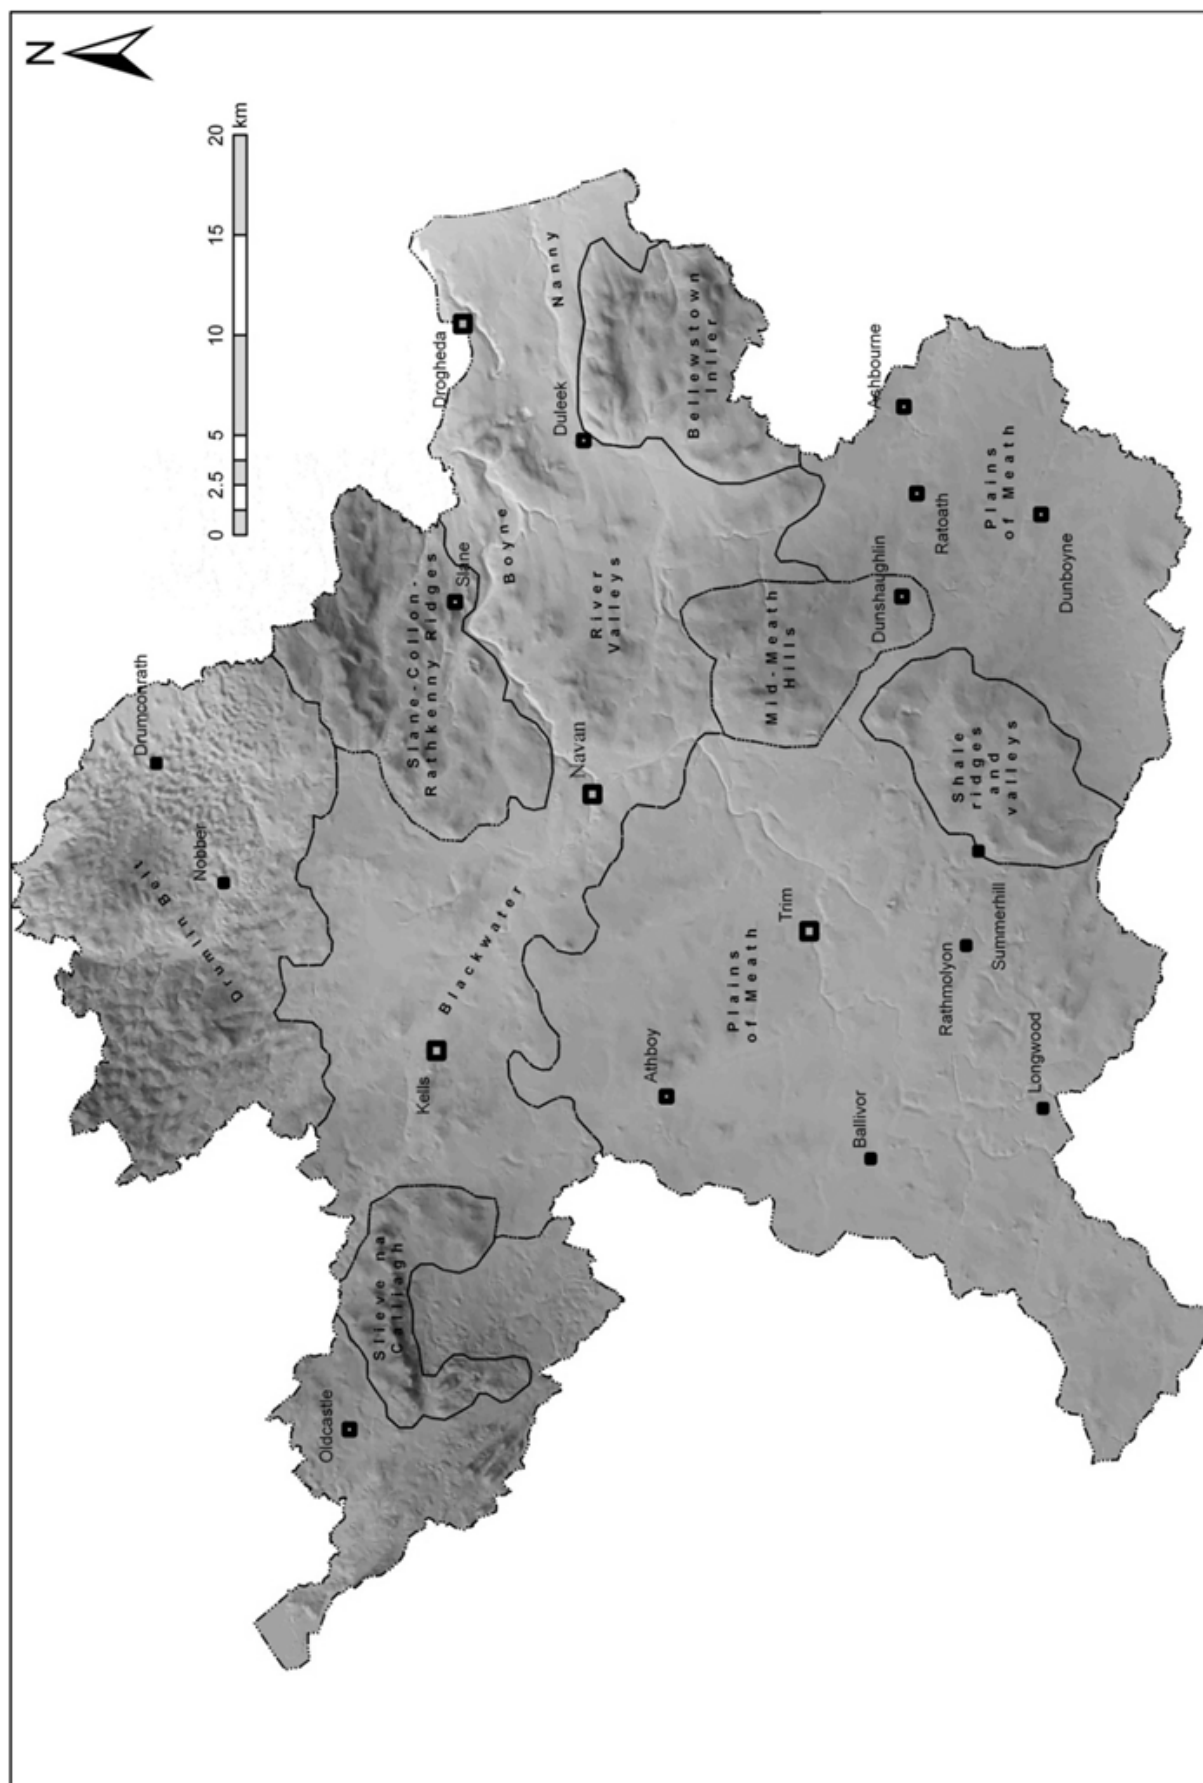 N
0 2.5 5 10 15 20
km
Drumconrath
Nobber
Drumlin Belt
Drogheda
Slane-Collon-
Rathkenny Ridges
Slane
Boyne
Nanny
Duleek
Bellewstown
Inlier
River
Valleys
Navan
Blackwater
Kells
Slieve na
Calliagh
Oldcastle
Athboy
Plains
of Meath
Trim
Mid-Meath
Hills
Dunshaughlin
Ashbourne
Ratoath
Plains
of Meath
Dunboyne
Shale
ridges
and
valleys
Summerhill
Rathmolyon
Ballivor
Longwood